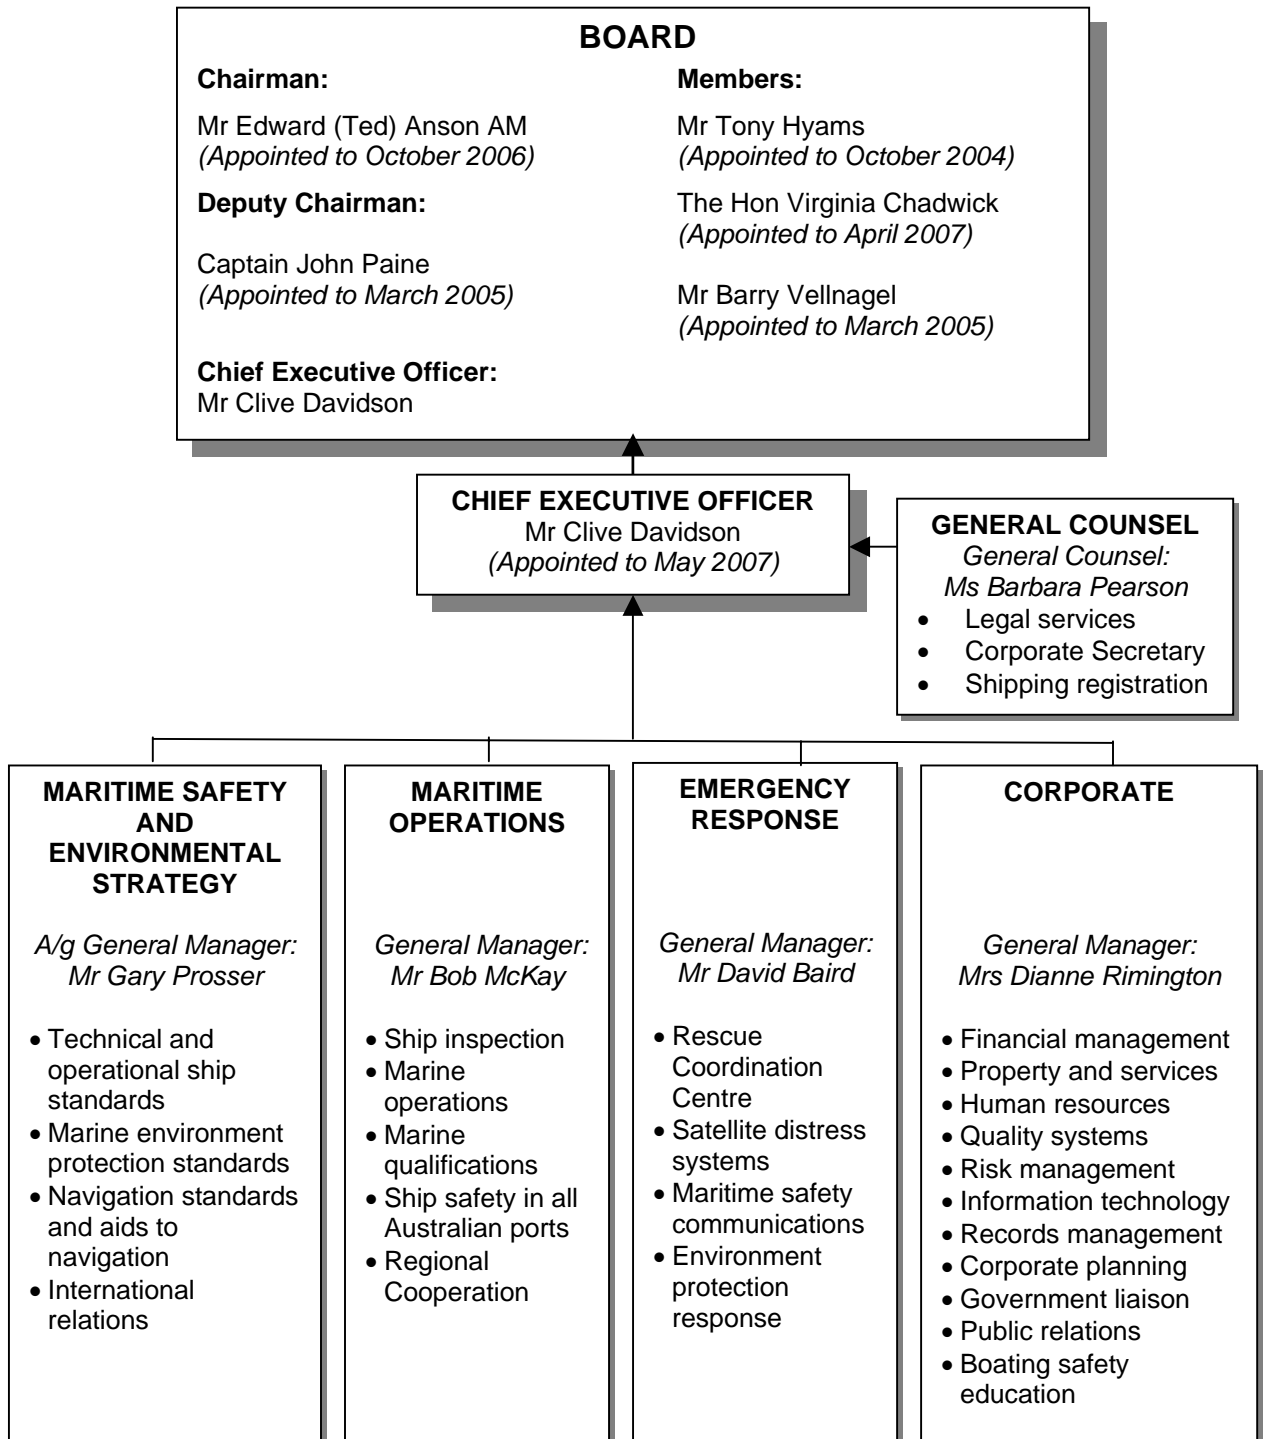 BOARD
Chairman:
Mr Edward (Ted) Anson AM
(Appointed to October 2006)
Deputy Chairman:
Captain John Paine
(Appointed to March 2005)
Chief Executive Officer:
Mr Clive Davidson
Members:
Mr Tony Hyams
(Appointed to October 2004)
The Hon Virginia Chadwick
(Appointed to April 2007)
Mr Barry Vellnagel
(Appointed to March 2005)
CHIEF EXECUTIVE OFFICER
Mr Clive Davidson
(Appointed to May 2007)
GENERAL COUNSEL
General Counsel:
Ms Barbara Pearson
• Legal services
• Corporate Secretary
• Shipping registration
MARITIME SAFETY
AND
ENVIRONMENTAL
STRATEGY
A/g General Manager:
Mr Gary Prosser
• Technical and
operational ship
standards
• Marine environment
protection standards
• Navigation standards
and aids to
navigation
• International
relations
MARITIME
OPERATIONS
General Manager:
Mr Bob McKay
• Ship inspection
• Marine
operations
• Marine
qualifications
• Ship safety in all
Australian ports
• Regional
Cooperation
EMERGENCY
RESPONSE
General Manager:
Mr David Baird
• Rescue
Coordination
Centre
• Satellite distress
systems
• Maritime safety
communications
• Environment
protection
response
CORPORATE
General Manager:
Mrs Dianne Rimington
• Financial management
• Property and services
• Human resources
• Quality systems
• Risk management
• Information technology
• Records management
• Corporate planning
• Government liaison
• Public relations
• Boating safety
education